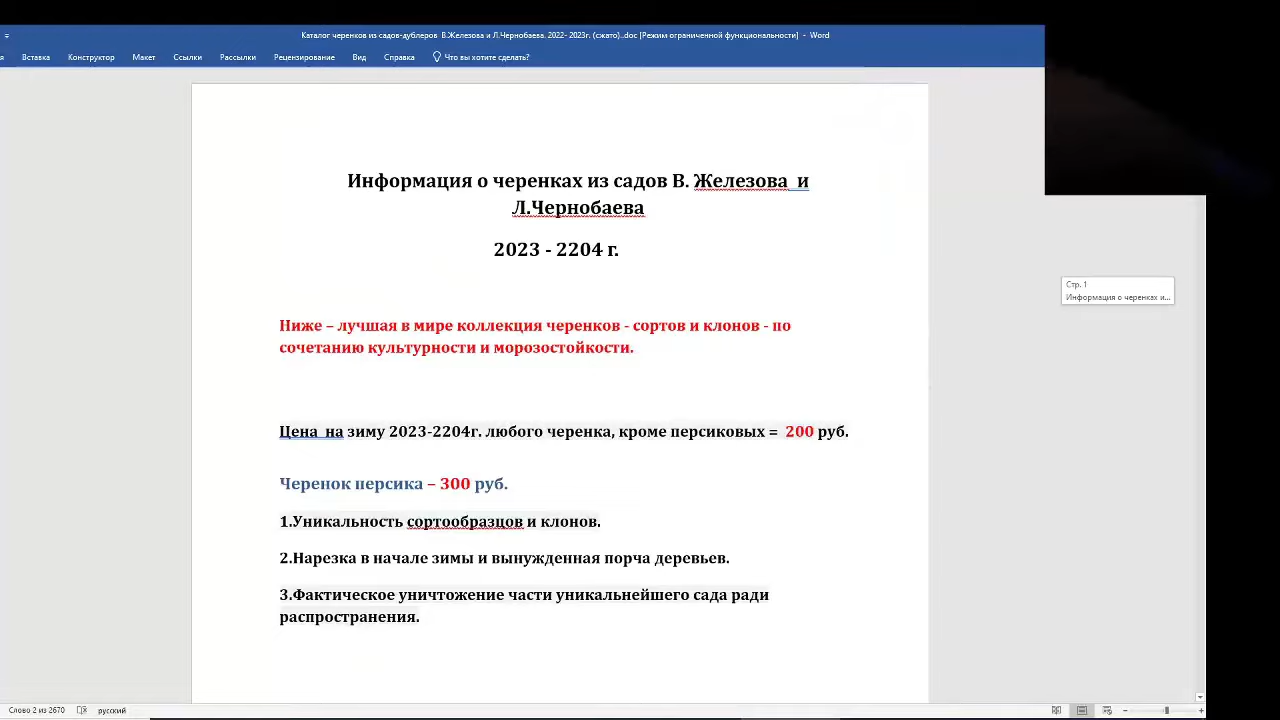 Каталог черенков из садов-дублеров В.Железова и Л.Чернобаева. 2022- 2023г. (сжато)..doc [Режим ограниченной функциональности] - Word
я Вставка Конструктор Макет Ссылки Рассылки Рецензирование Вид Справка Что вы хотите сделать?
Информация о черенках из садов В. Железова и
Л.Чернобаева
2023 - 2204 г.
Стр. 1
Информация о черенках и...
Ниже – лучшая в мире коллекция черенков - сортов и клонов - по
сочетанию культурности и морозостойкости.
Цена на зиму 2023-2204г. любого черенка, кроме персиковых = 200 руб.
Черенок персика – 300 руб.
1.Уникальность сортообразцов и клонов.
2.Нарезка в начале зимы и вынужденная порча деревьев.
3.Фактическое уничтожение части уникальнейшего сада ради
распространения.
Слово 2 из 2670 русский